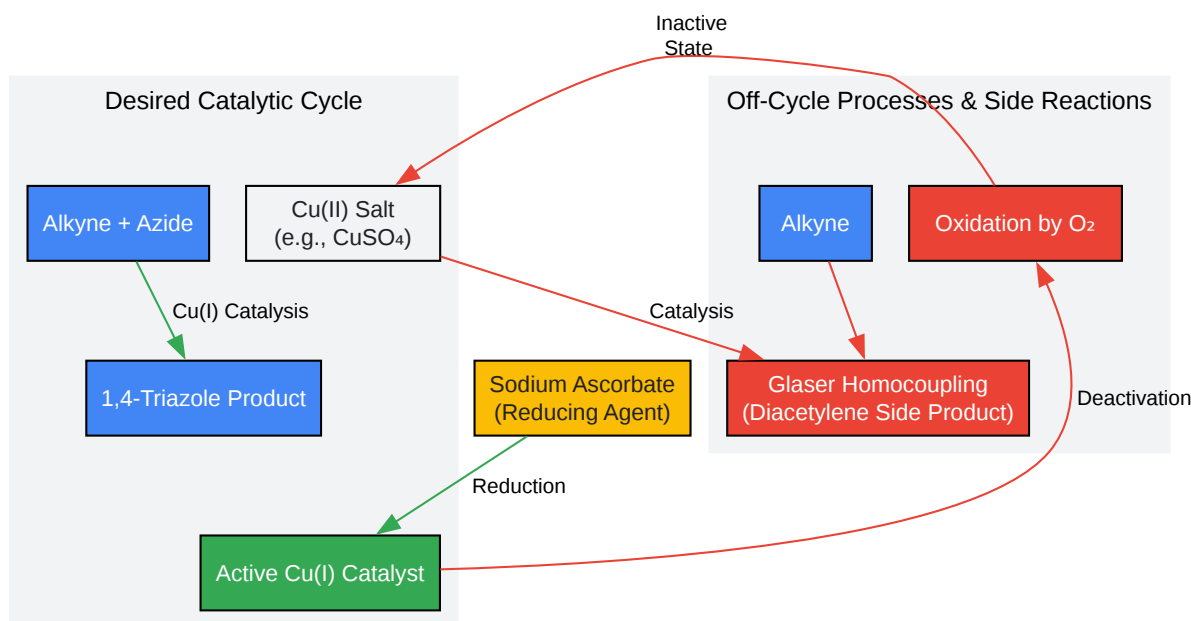 Inactive
State
Desired Catalytic Cycle
Off-Cycle Processes & Side Reactions
Alkyne + Azide
Cu(II) Salt
(e.g., CuSO₄)
Alkyne
Oxidation by O₂
Cu(I) Catalysis
Catalysis
1,4-Triazole Product
Sodium Ascorbate
(Reducing Agent)
Glaser Homocoupling
(Diacetylene Side Product)
Deactivation
Reduction
Active Cu(I) Catalyst